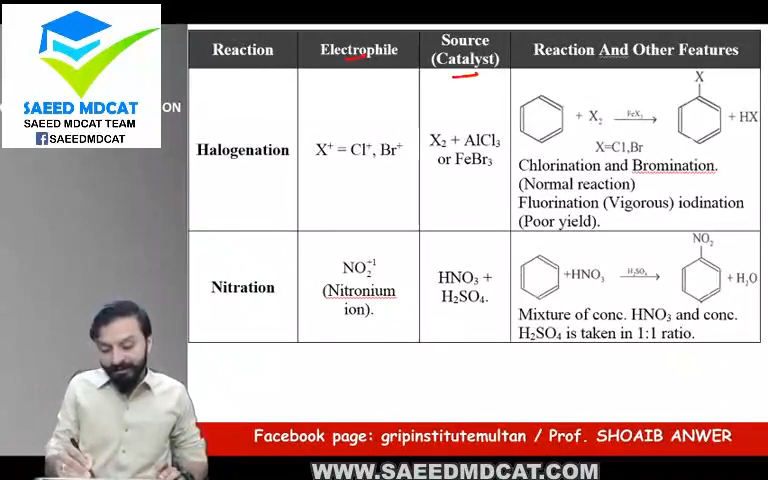 SAEED MDCAT
SAEED MDCAT TEAM
SAEEDMDCAT
ON
Reaction
Electrophile
Source
(Catalyst)
Reaction And Other Features
Halogenation
X⁺ = Cl⁺, Br⁺
X₂ + AlCl₃
or FeBr₃
X
+ X₂ FeX₃ + HX
X=C1,Br
Chlorination and Bromination.
(Normal reaction)
Fluorination (Vigorous) iodination
(Poor yield).
Nitration
NO₂⁺¹
(Nitronium
ion).
HNO₃ +
H₂SO₄.
NO₂
+HNO₃ + H₂O
Mixture of conc. HNO₃ and conc.
H₂SO₄ is taken in 1:1 ratio.
Facebook page: gripinstitutemultan / Prof. SHOAIB ANWER
WWW.SAEEDMDCAT.COM